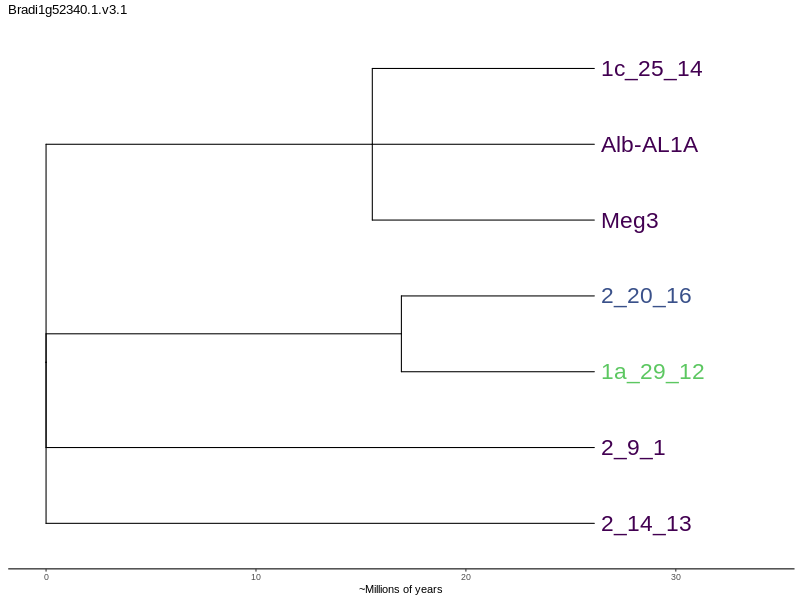 Bradi1g52340.1.v3.1
1c_25_14
Alb-AL1A
Meg3
2_20_16
1a_29_12
2_9_1
2_14_13
0 10 20 30
~Millions of years